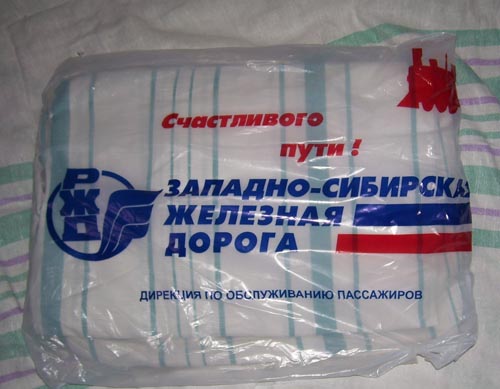 Счастливого
пути !
РЖД
ЗАПАДНО-СИБИРСКАЯ
ЖЕЛЕЗНАЯ
ДОРОГА
ДИРЕКЦИЯ ПО ОБСЛУЖИВАНИЮ ПАССАЖИРОВ